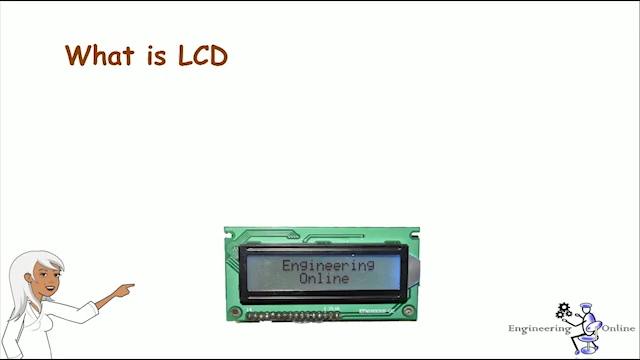 What is LCD
Engineering
Online
Engineering Online